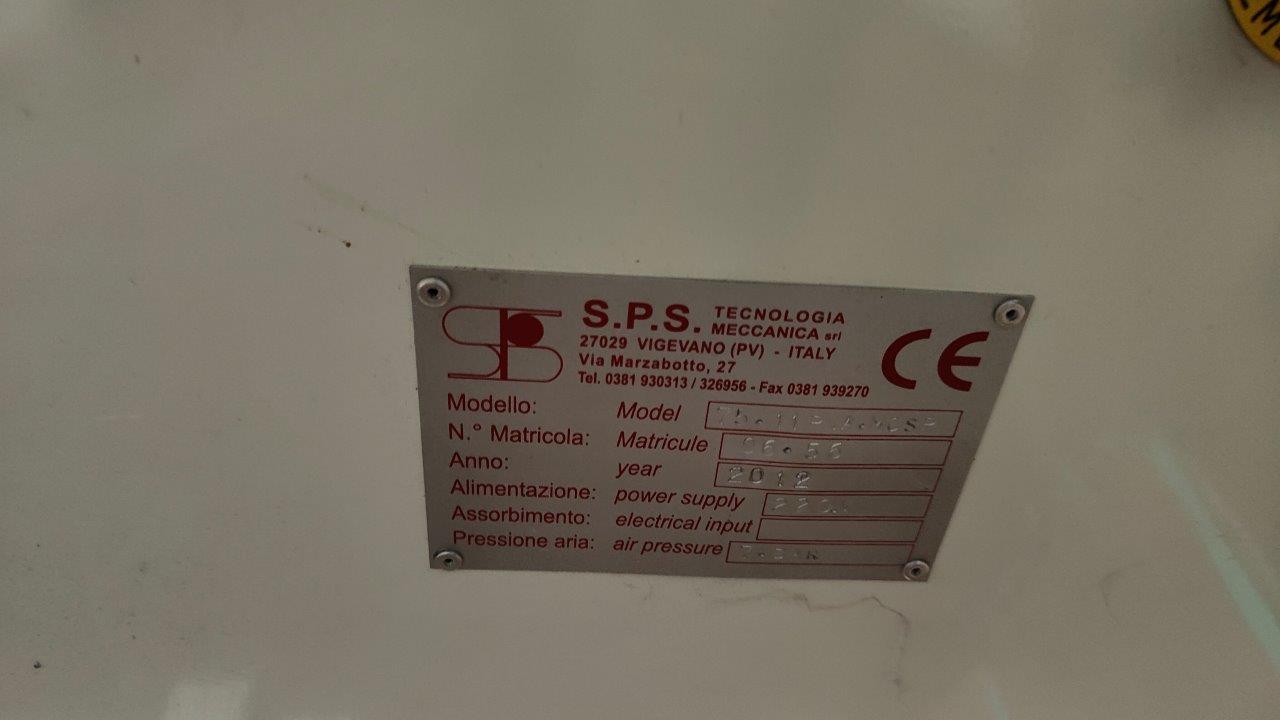 S.P.S. TECNOLOGIA
MECCANICA srl
27029 VIGEVANO (PV) - ITALY
Via Marzabotto, 27
Tel. 0381 930313 / 326956 - Fax 0381 939270
CE
Modello: Model
N.° Matricola: Matricule
Anno: year 2012
Alimentazione: power supply
Assorbimento: electrical input
Pressione aria: air pressure